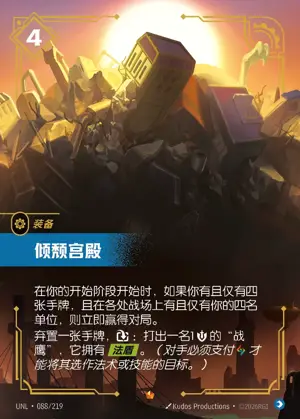 4
装备
倾颓宫殿
在你的开始阶段开始时，如果你有且仅有四
张手牌，且在各处战场上有且仅有你的四名
单位，则立即赢得对局。
弃置一张手牌，：打出一名1的“战
鹰”，它拥有 法盾 。（对手必须支付才
能将其选作法术或技能的目标。）
UNL • 088/219
Kudos Productions